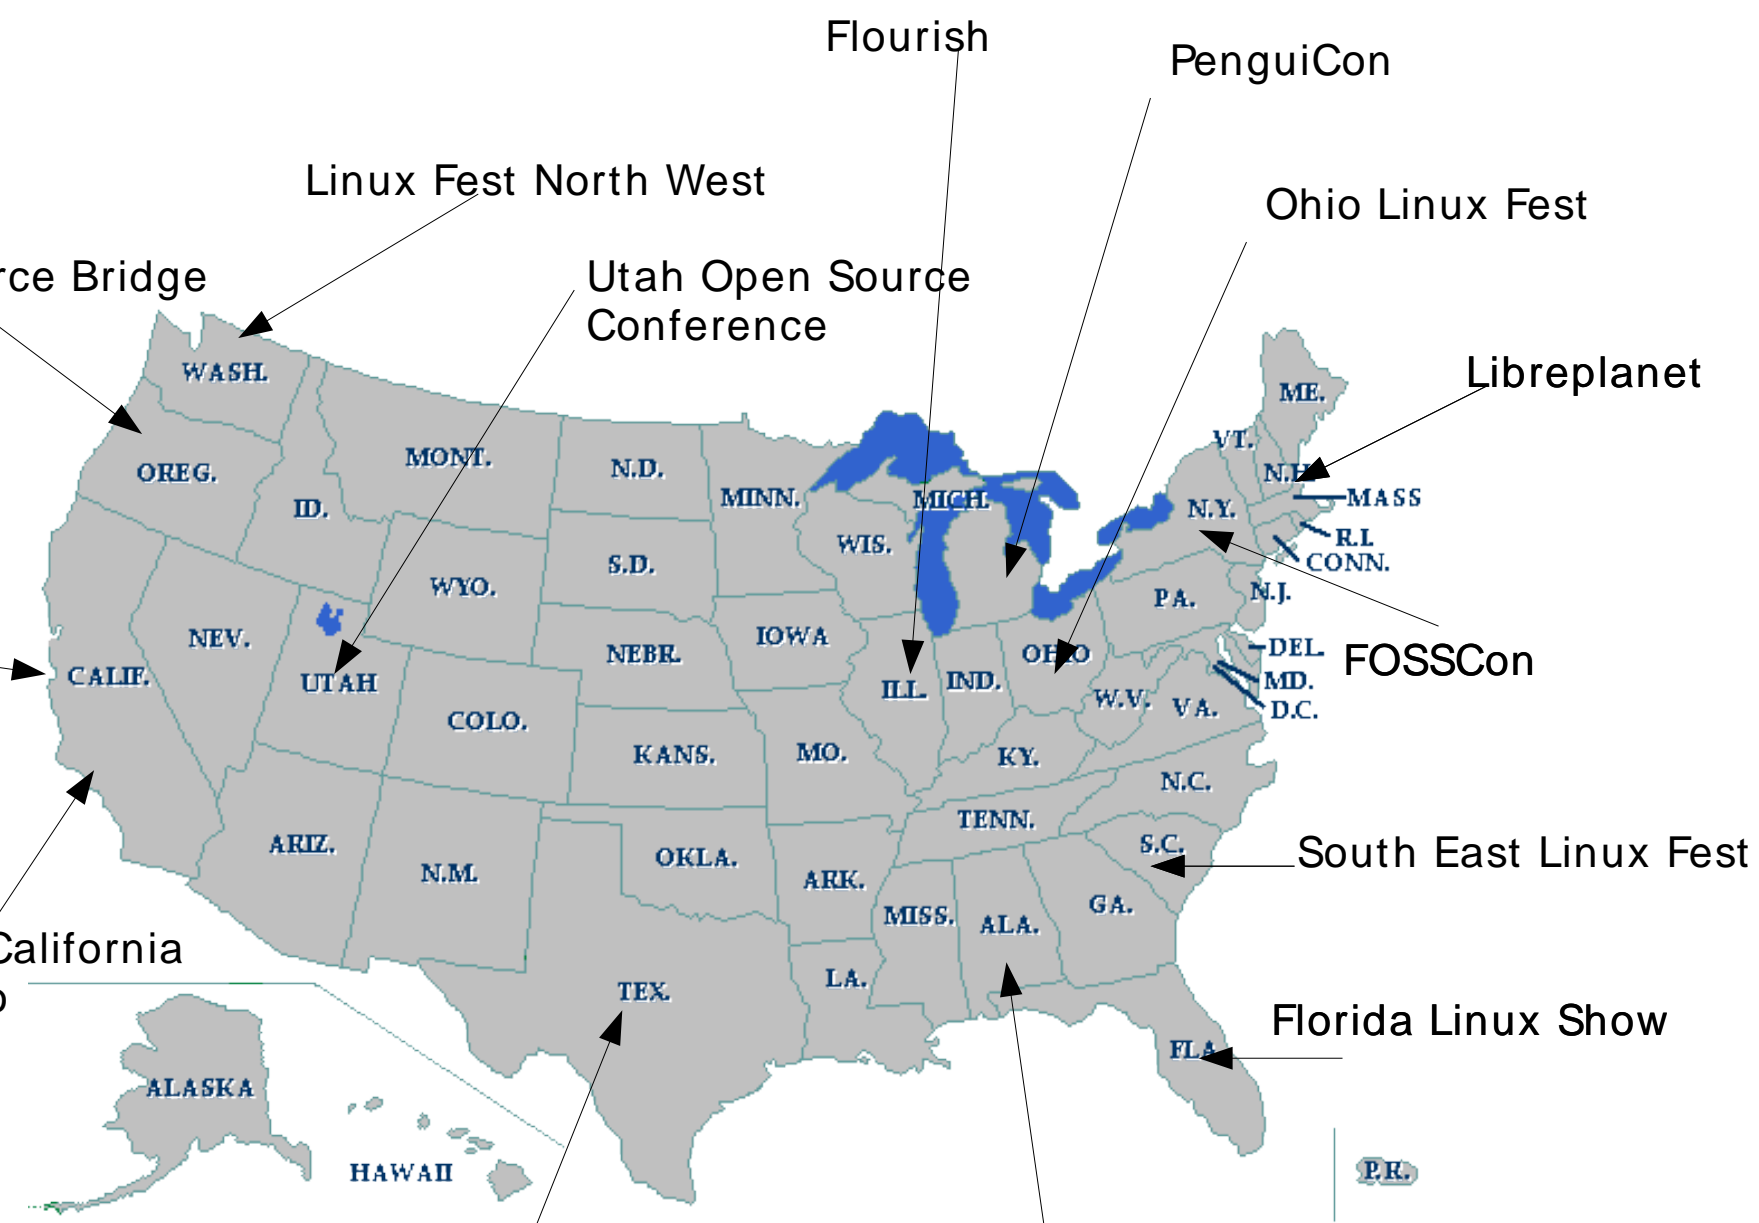 Flourish
PenguiCon
Linux Fest North West
Ohio Linux Fest
rce Bridge
Utah Open Source
Conference
Libreplanet
WASH.
ME.
VT.
MONT.
N.D.
N.H
OREG.
MINN.
MICH.
MASS
ID.
N.Y.
R.I.
WIS.
CONN.
S.D.
WYO.
PA.
N.J.
NEV.
IOWA
NEBR.
OHIO
DEL.
FOSSCon
CALIF.
UTAH
ILL.
IND.
MD.
W.V.
VA.
D.C.
COLO.
KANS.
MO.
KY.
N.C.
TENN.
ARIZ.
S.C.
South East Linux Fest
OKLA.
N.M.
ARK.
GA.
MISS.
ALA.
California
TEX.
LA.
Florida Linux Show
FLA
ALASKA
HAWAII
P.R.